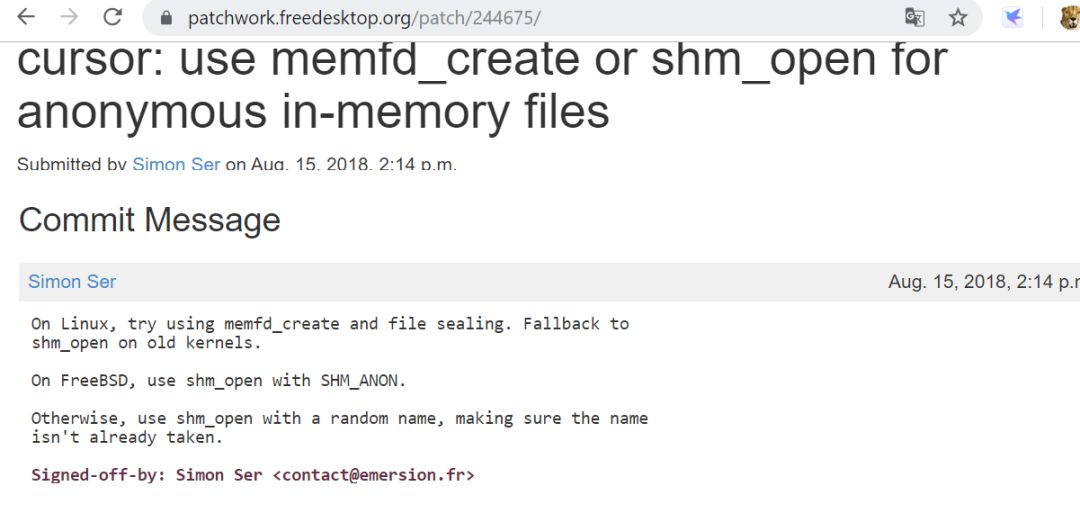 patchwork.freedesktop.org/patch/244675/
cursor: use memfd_create or shm_open for
anonymous in-memory files
Submitted by Simon Ser on Aug. 15, 2018, 2:14 p.m.
Commit Message
Simon Ser Aug. 15, 2018, 2:14 p.r
On Linux, try using memfd_create and file sealing. Fallback to
shm_open on old kernels.
On FreeBSD, use shm_open with SHM_ANON.
Otherwise, use shm_open with a random name, making sure the name
isn't already taken.
Signed-off-by: Simon Ser <contact@emersion.fr>